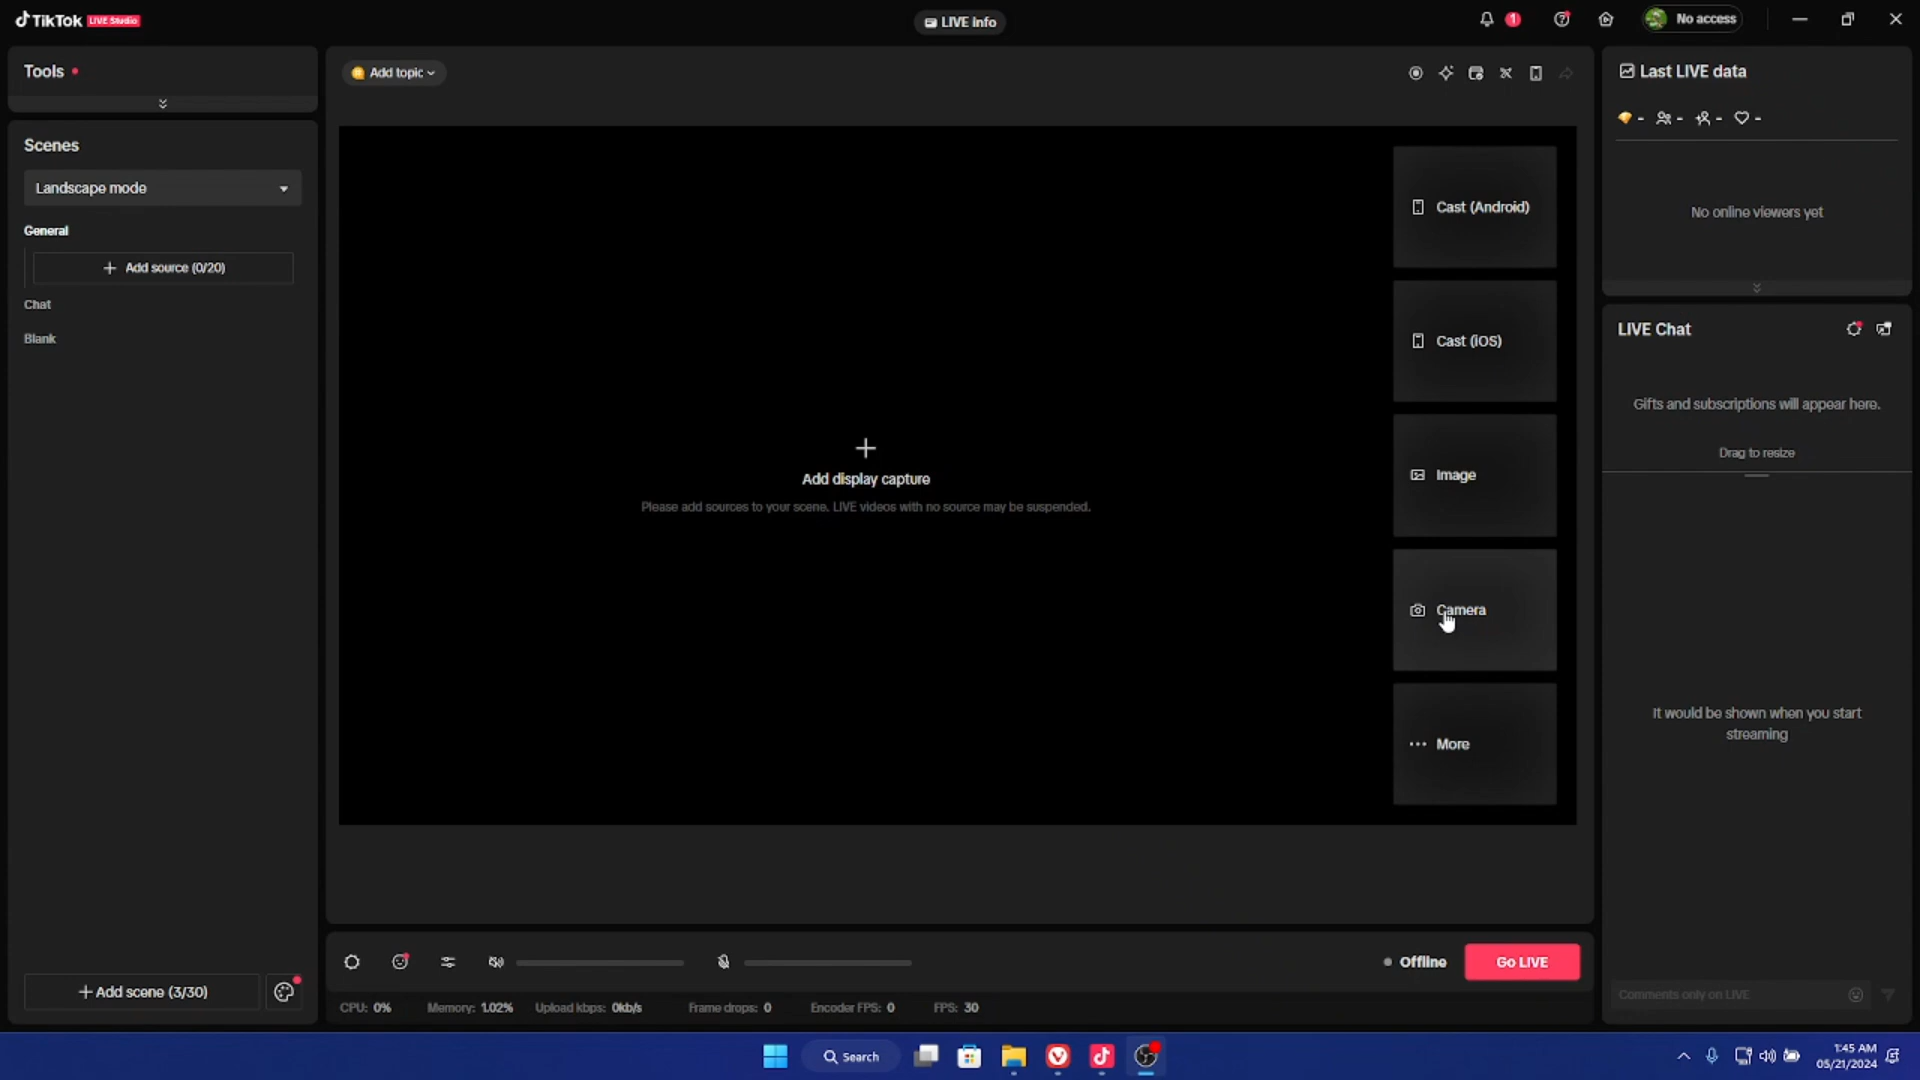 TikTok LIVE Studio
LIVE info
1
No access
Tools
Add topic
Last LIVE data
- - - -
Scenes
Landscape mode
General
Add source (0/20)
Chat
Blank
Cast (Android)
Cast (iOS)
Image
Camera
More
Add display capture
Please add sources to your scene. LIVE videos with no source may be suspended.
No online viewers yet
LIVE Chat
Gifts and subscriptions will appear here.
Drag to resize
It would be shown when you start
streaming
Comments only on LIVE
Offline
Go LIVE
Add scene (3/30)
CPU: 0%
Memory: 1.02%
Upload kbps: 0kb/s
Frame drops: 0
Encoder FPS: 0
FPS: 30
Search
1:45 AM
05/21/2024